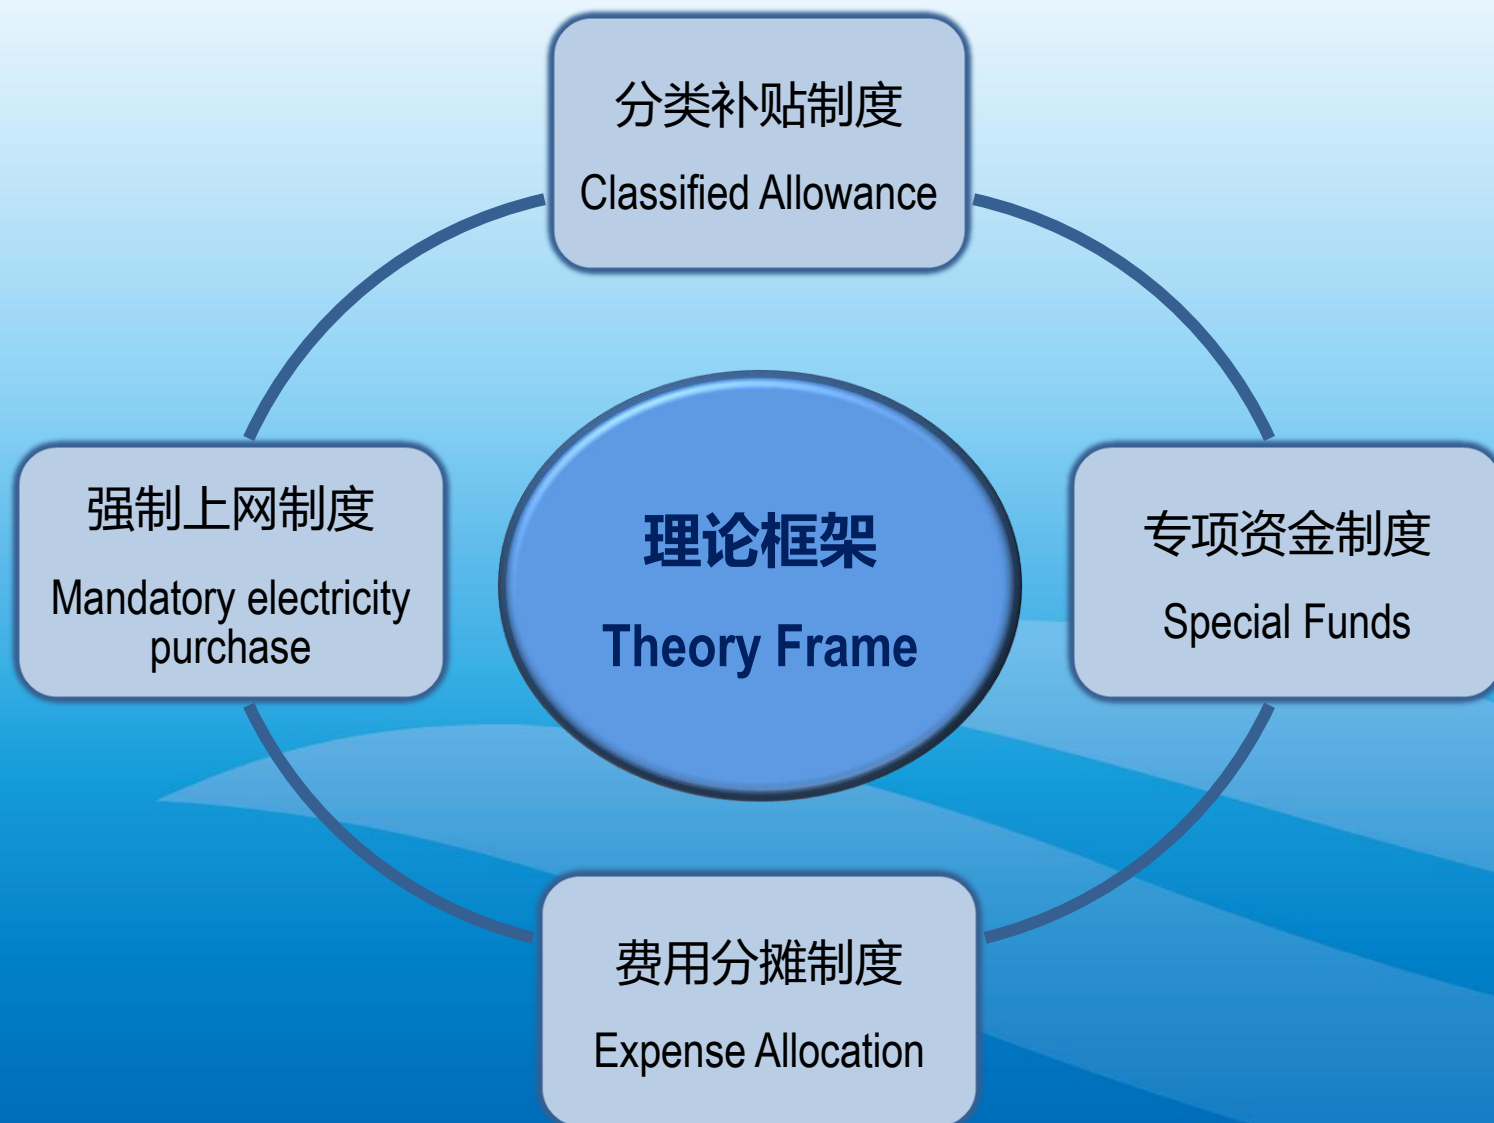 分类补贴制度
Classified Allowance
强制上网制度
Mandatory electricity
purchase
理论框架
Theory Frame
专项资金制度
Special Funds
费用分摊制度
Expense Allocation